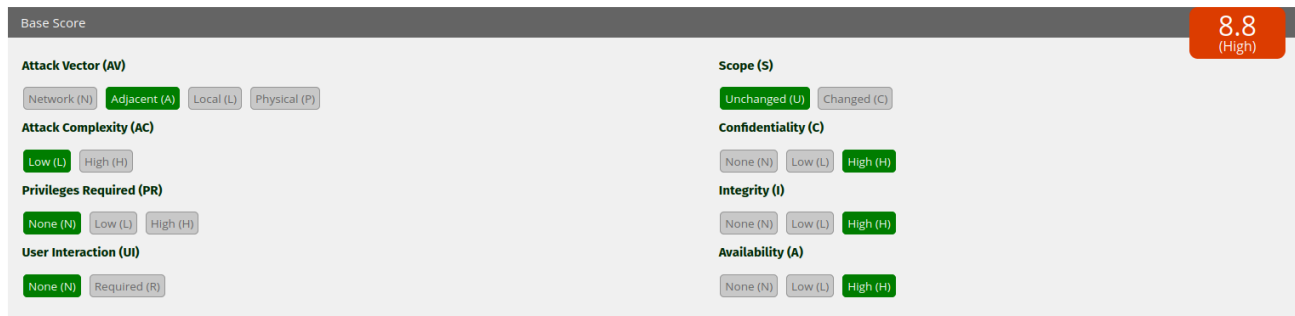 Base Score
8.8
(High)
Attack Vector (AV)
Network (N) Adjacent (A) Local (L) Physical (P)
Attack Complexity (AC)
Low (L) High (H)
Privileges Required (PR)
None (N) Low (L) High (H)
User Interaction (UI)
None (N) Required (R)
Scope (S)
Unchanged (U) Changed (C)
Confidentiality (C)
None (N) Low (L) High (H)
Integrity (I)
None (N) Low (L) High (H)
Availability (A)
None (N) Low (L) High (H)